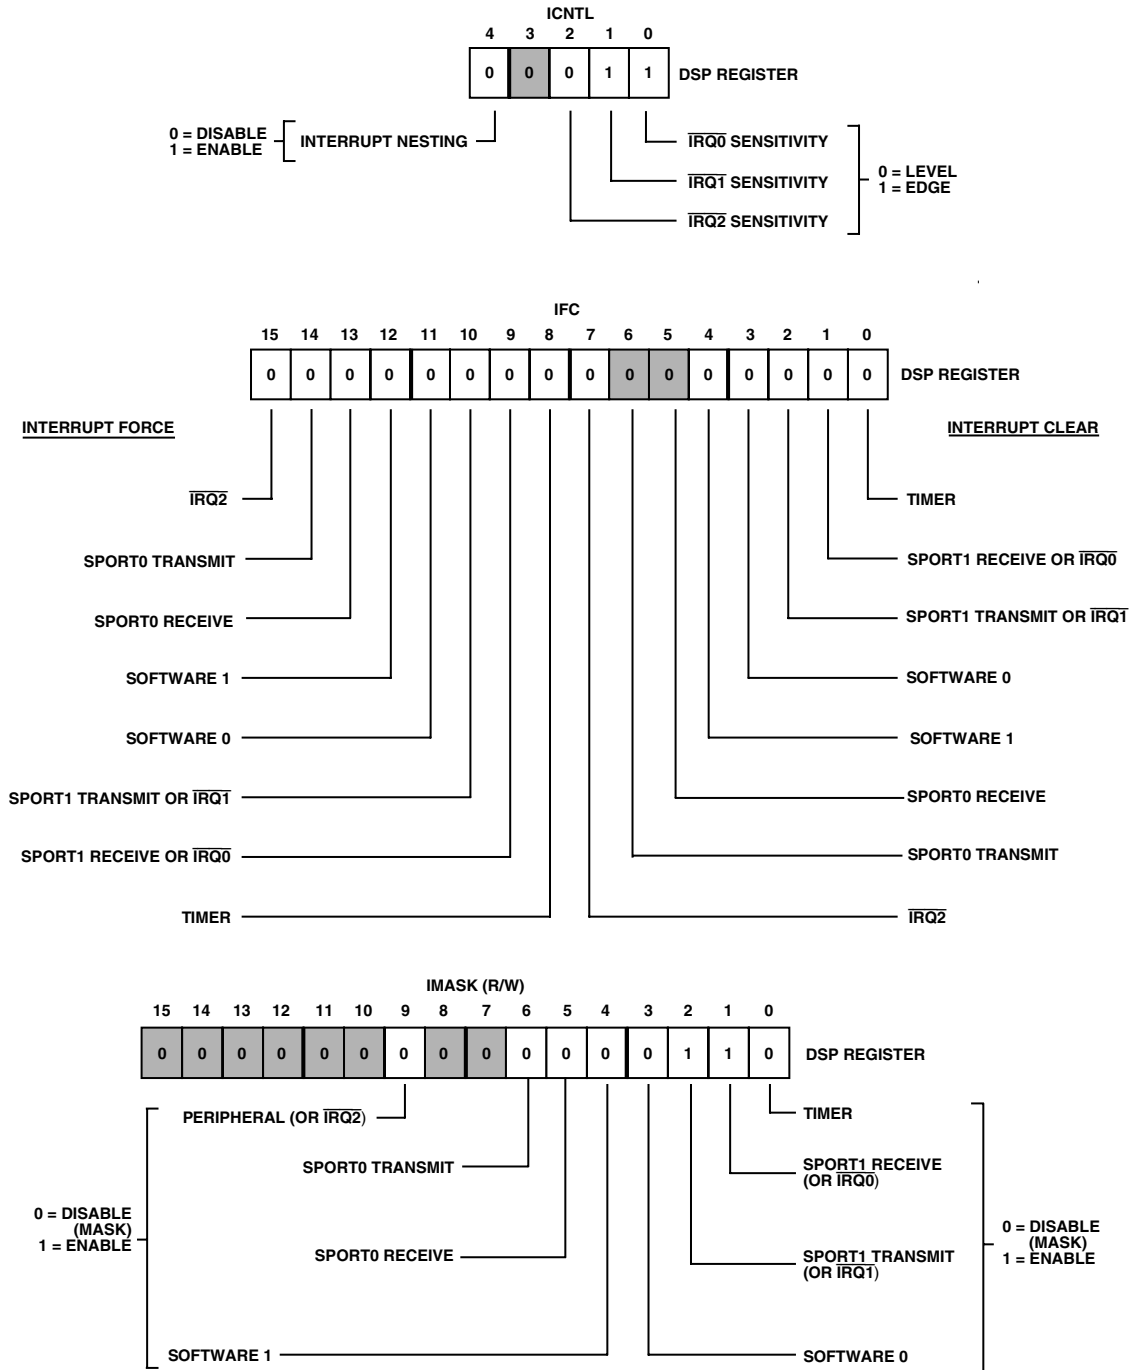 ICNTL
4 3 2 1 0
0 0 0 1 1 DSP REGISTER
0 = DISABLE
1 = ENABLE
INTERRUPT NESTING
IRQ0 SENSITIVITY
IRQ1 SENSITIVITY
IRQ2 SENSITIVITY
0 = LEVEL
1 = EDGE
IFC
15 14 13 12 11 10 9 8 7 6 5 4 3 2 1 0
0 0 0 0 0 0 0 0 0 0 0 0 0 0 0 0 DSP REGISTER
INTERRUPT FORCE
INTERRUPT CLEAR
IRQ2
TIMER
SPORT0 TRANSMIT
SPORT1 RECEIVE OR IRQ0
SPORT0 RECEIVE
SPORT1 TRANSMIT OR IRQ1
SOFTWARE 1
SOFTWARE 0
SOFTWARE 0
SOFTWARE 1
SPORT1 TRANSMIT OR IRQ1
SPORT0 RECEIVE
SPORT1 RECEIVE OR IRQ0
SPORT0 TRANSMIT
TIMER
IRQ2
IMASK (R/W)
15 14 13 12 11 10 9 8 7 6 5 4 3 2 1 0
0 0 0 0 0 0 0 0 0 0 0 0 0 1 1 0 DSP REGISTER
PERIPHERAL (OR IRQ2)
TIMER
SPORT0 TRANSMIT
SPORT1 RECEIVE
(OR IRQ0)
0 = DISABLE
(MASK)
1 = ENABLE
SPORT0 RECEIVE
SPORT1 TRANSMIT
(OR IRQ1)
0 = DISABLE
(MASK)
1 = ENABLE
SOFTWARE 1
SOFTWARE 0